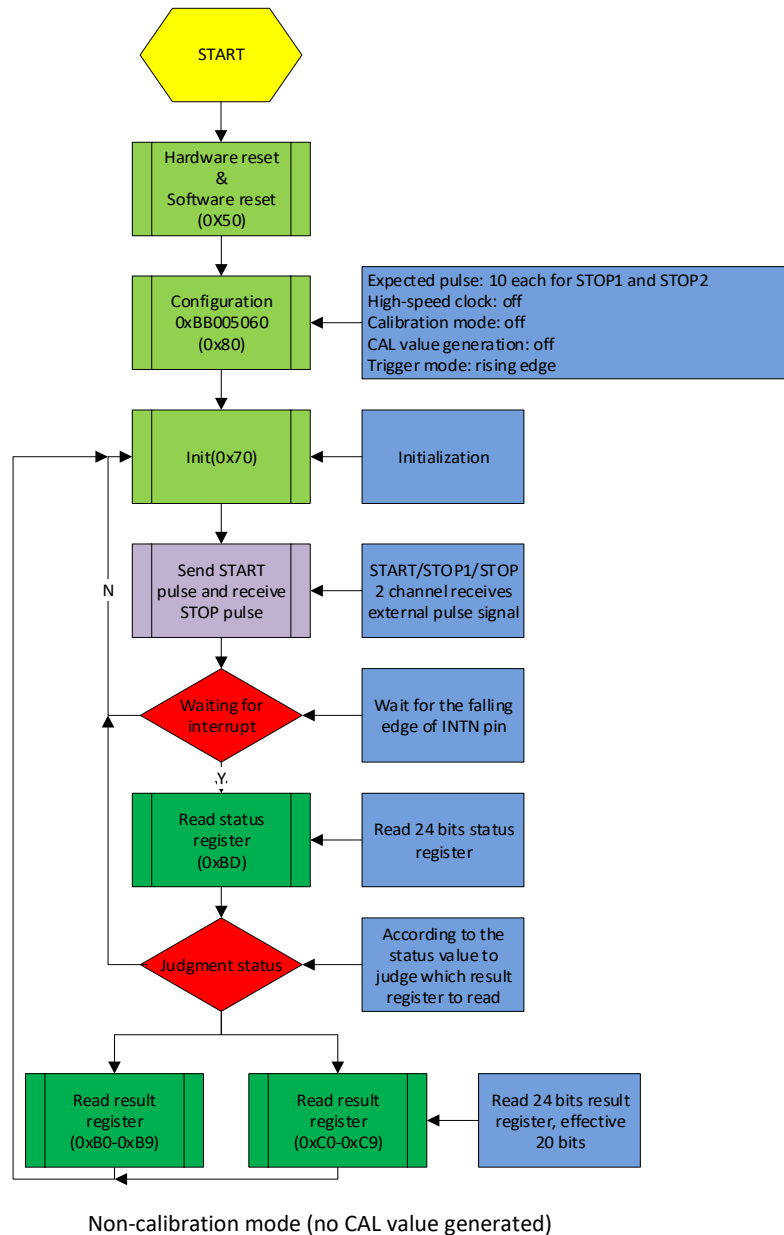 START
Hardware reset
&
Software reset
(0X50)
Configuration
0xBB005060
(0x80)
Expected pulse: 10 each for STOP1 and STOP2
High-speed clock: off
Calibration mode: off
CAL value generation: off
Trigger mode: rising edge
Init(0x70)
Initialization
N
Send START
pulse and receive
STOP pulse
START/STOP1/STOP
2 channel receives
external pulse signal
Waiting for
interrupt
Wait for the falling
edge of INTN pin
Y
Read status
register
(0xBD)
Read 24 bits status
register
Judgment status
According to the
status value to
judge which result
register to read
Read result
register
(0xB0-0xB9)
Read result
register
(0xC0-0xC9)
Read 24 bits result
register, effective
20 bits
Non-calibration mode (no CAL value generated)